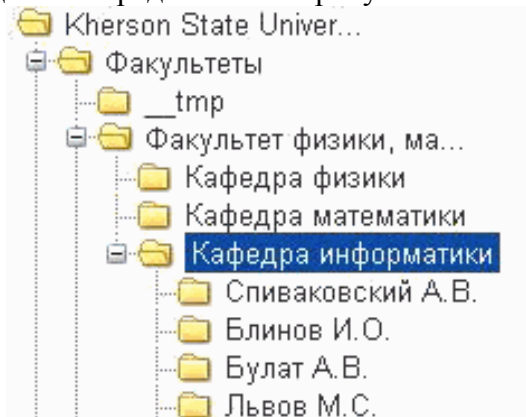 Kherson State Univer...
Факультеты
__tmp
Факультет физики, ма...
Кафедра физики
Кафедра математики
Кафедра информатики
Спиваковский А.В.
Блинов И.О.
Булат А.В.
Львов М.С.